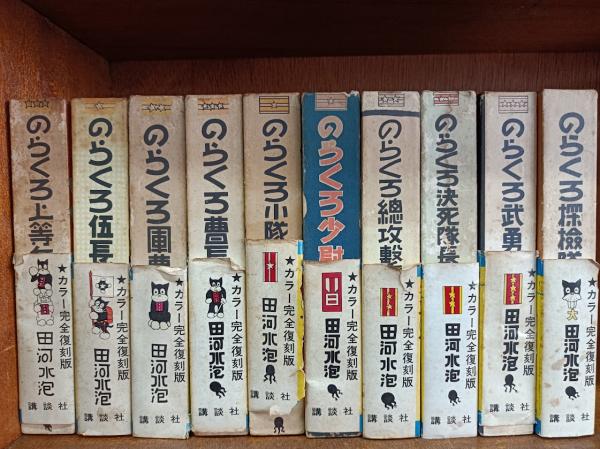 のらくろ上等
★カラー完全復刻版
田河水泡
講談社
のらくろ伍長
★カラー完全復刻版
田河水泡
講談社
のらくろ軍曹
★カラー完全復刻版
田河水泡
講談社
のらくろ曹長
★カラー完全復刻版
田河水泡
講談社
のらくろ小隊
★カラー完全復刻版
田河水泡
講談社
のらくろ少尉
★カラー完全復刻版
田河水泡
講談社
のらくろ總攻擊
★カラー完全復刻版
田河水泡
講談社
のらくろ決死隊長
★カラー完全復刻版
田河水泡
講談社
のらくろ武勇
★カラー完全復刻版
田河水泡
講談社
のらくろ探檢隊
★カラー完全復刻版
田河水泡
講談社